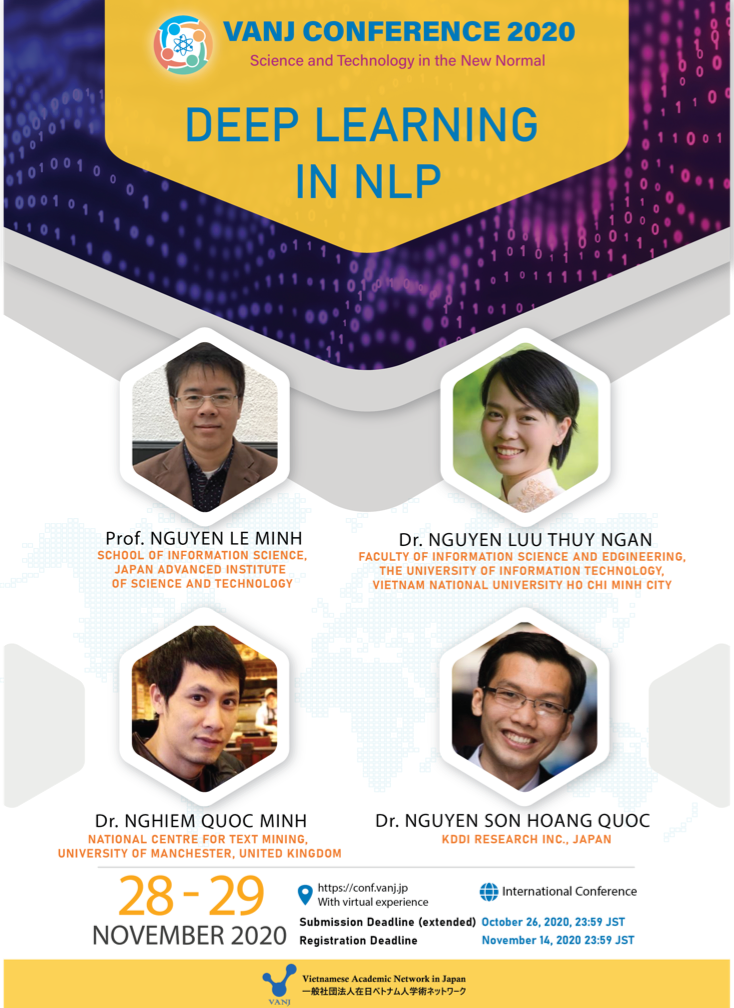 VANJ CONFERENCE 2020
Science and Technology in the New Normal
DEEP LEARNING
IN NLP
Prof. NGUYEN LE MINH
SCHOOL OF INFORMATION SCIENCE,
JAPAN ADVANCED INSTITUTE
OF SCIENCE AND TECHNOLOGY
Dr. NGUYEN LUU THUY NGAN
FACULTY OF INFORMATION SCIENCE AND EDGINEERING,
THE UNIVERSITY OF INFORMATION TECHNOLOGY,
VIETNAM NATIONAL UNIVERSITY HO CHI MINH CITY
Dr. NGHIEM QUOC MINH
NATIONAL CENTRE FOR TEXT MINING,
UNIVERSITY OF MANCHESTER, UNITED KINGDOM
Dr. NGUYEN SON HOANG QUOC
KDDI RESEARCH INC., JAPAN
28 - 29
NOVEMBER 2020
https://conf.vanj.jp
With virtual experience
International Conference
Submission Deadline (extended) October 26, 2020, 23:59 JST
Registration Deadline November 14, 2020 23:59 JST
VANJ
Vietnamese Academic Network in Japan
一般社団法人在日ベトナム人学術ネットワーク